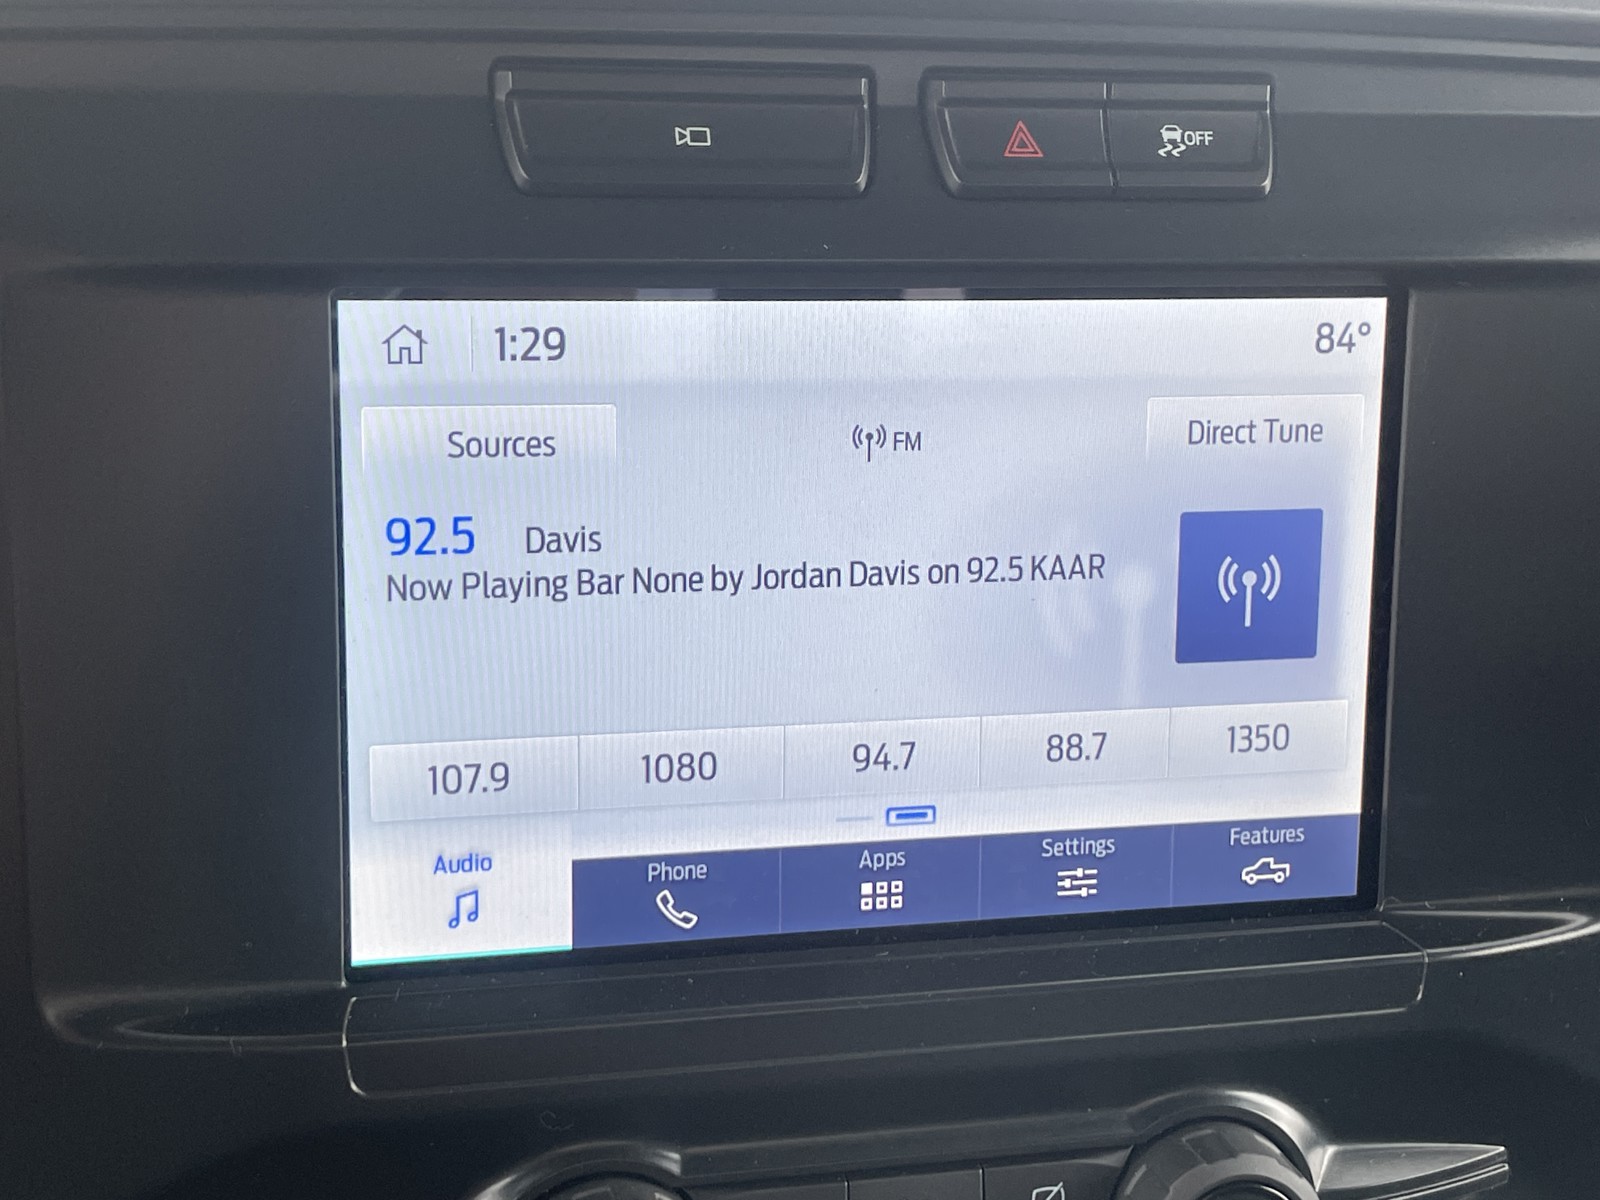 OFF
1:29
84°
Sources
FM
Direct Tune
92.5 Davis
Now Playing Bar None by Jordan Davis on 92.5 KAAR
107.9 1080 94.7 88.7 1350
Audio Phone Apps Settings Features